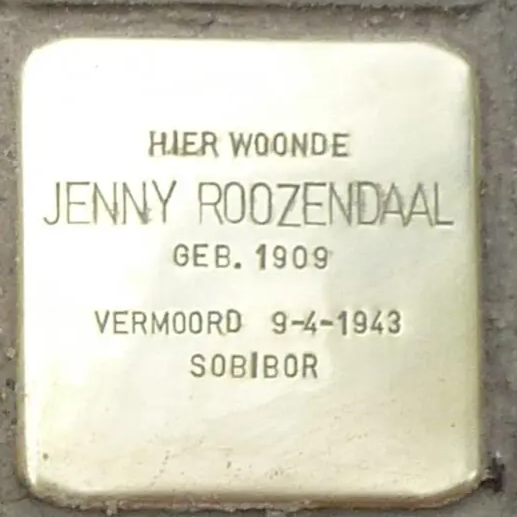 HIER WOONDE
JENNY ROOZENDAAL
GEB. 1909
VERMOORD 9-4-1943
SOBIBOR